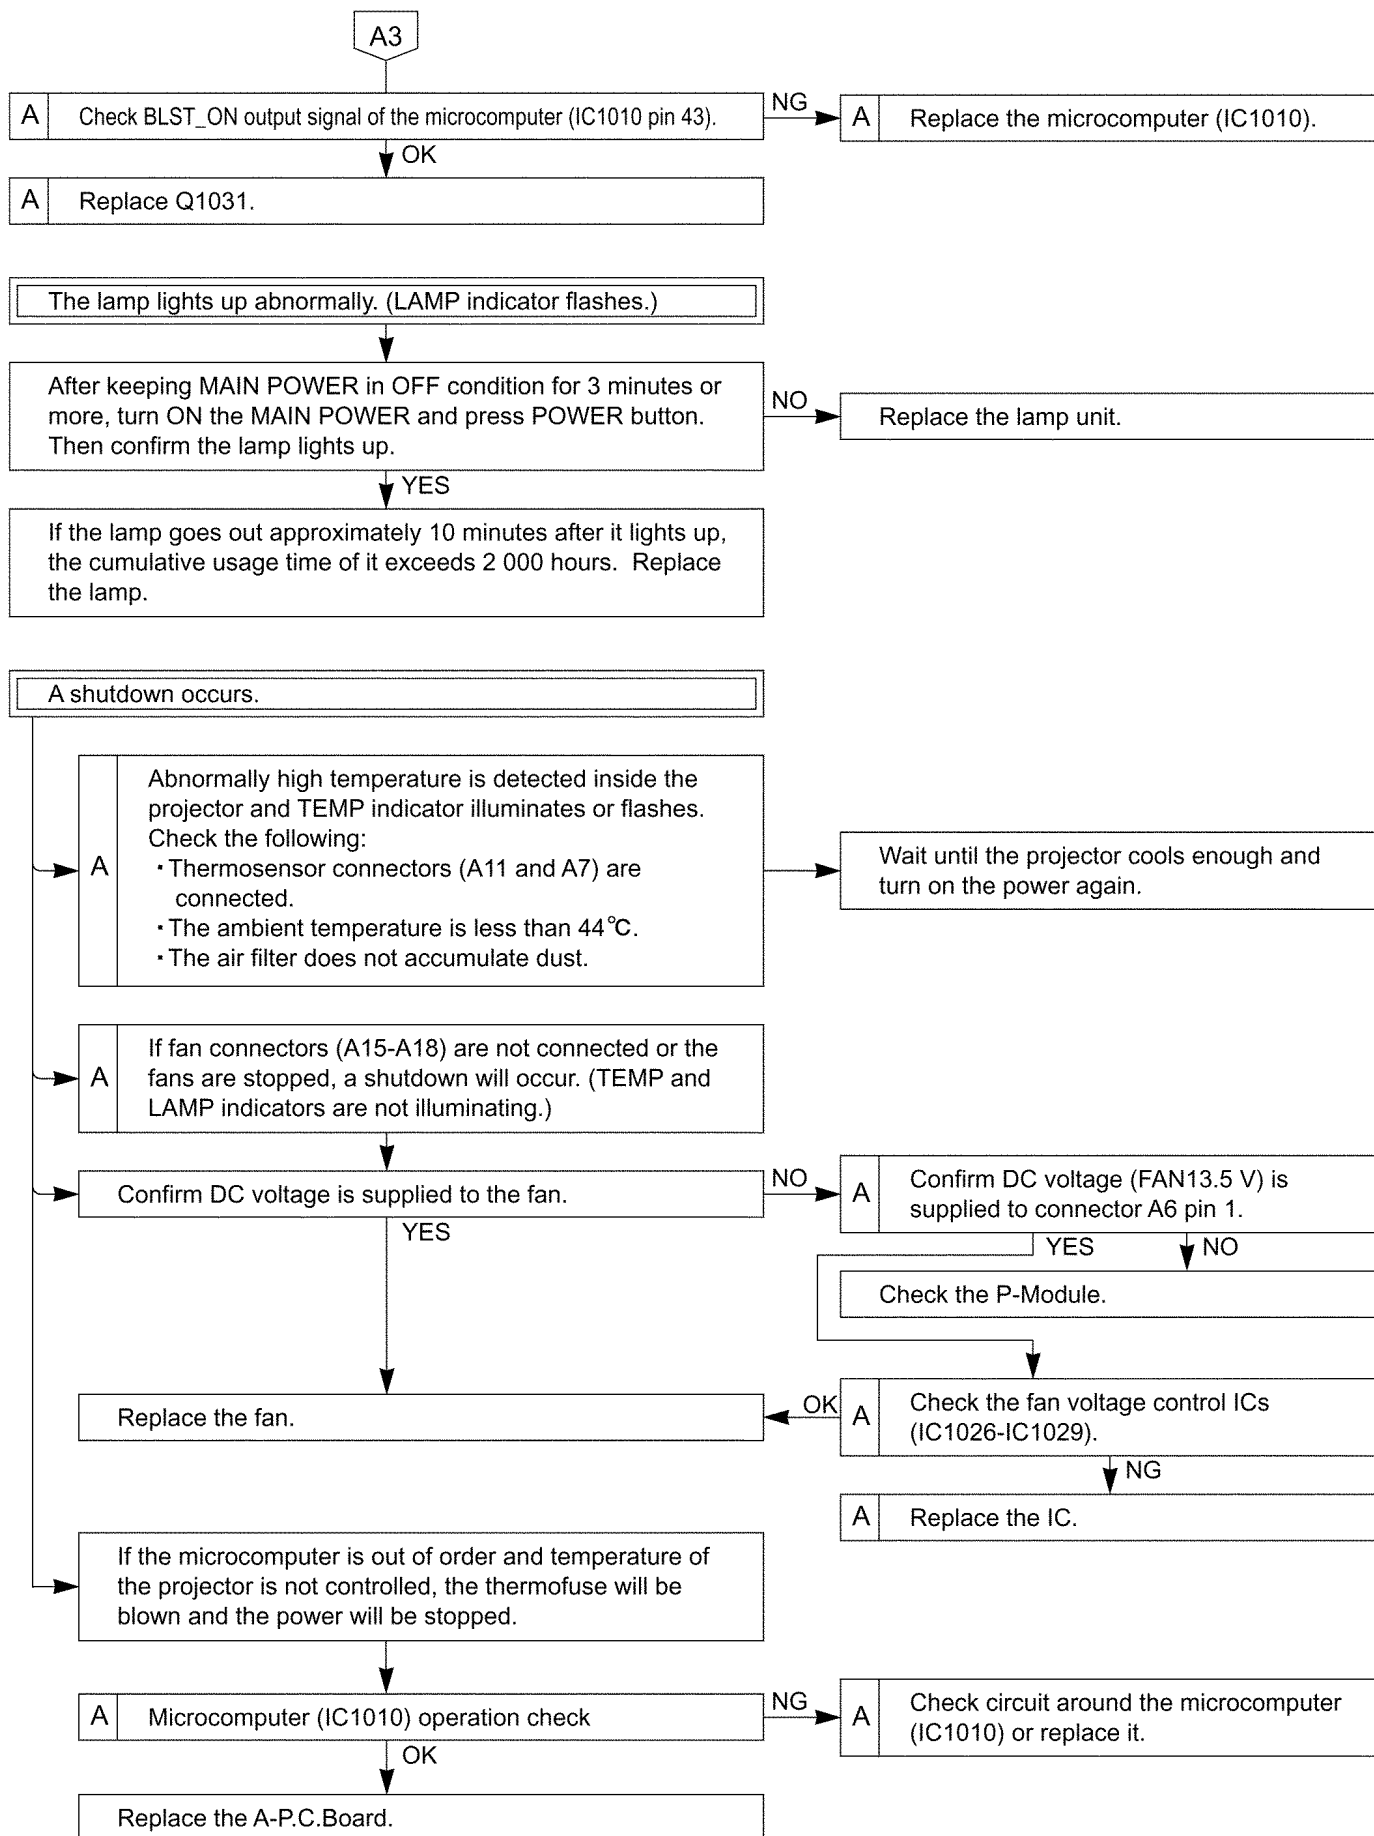 A3
A
Check BLST_ON output signal of the microcomputer (IC1010 pin 43).
NG
A
Replace the microcomputer (IC1010).
OK
A
Replace Q1031.
The lamp lights up abnormally. (LAMP indicator flashes.)
After keeping MAIN POWER in OFF condition for 3 minutes or
more, turn ON the MAIN POWER and press POWER button.
Then confirm the lamp lights up.
NO
Replace the lamp unit.
YES
If the lamp goes out approximately 10 minutes after it lights up,
the cumulative usage time of it exceeds 2 000 hours. Replace
the lamp.
A shutdown occurs.
A
Abnormally high temperature is detected inside the
projector and TEMP indicator illuminates or flashes.
Check the following:
・Thermosensor connectors (A11 and A7) are
connected.
・The ambient temperature is less than 44℃.
・The air filter does not accumulate dust.
Wait until the projector cools enough and
turn on the power again.
A
If fan connectors (A15-A18) are not connected or the
fans are stopped, a shutdown will occur. (TEMP and
LAMP indicators are not illuminating.)
Confirm DC voltage is supplied to the fan.
NO
A
Confirm DC voltage (FAN13.5 V) is
supplied to connector A6 pin 1.
YES
YES
NO
Check the P-Module.
Replace the fan.
OK
A
Check the fan voltage control ICs
(IC1026-IC1029).
NG
A
Replace the IC.
If the microcomputer is out of order and temperature of
the projector is not controlled, the thermofuse will be
blown and the power will be stopped.
A
Microcomputer (IC1010) operation check
NG
A
Check circuit around the microcomputer
(IC1010) or replace it.
OK
Replace the A-P.C.Board.